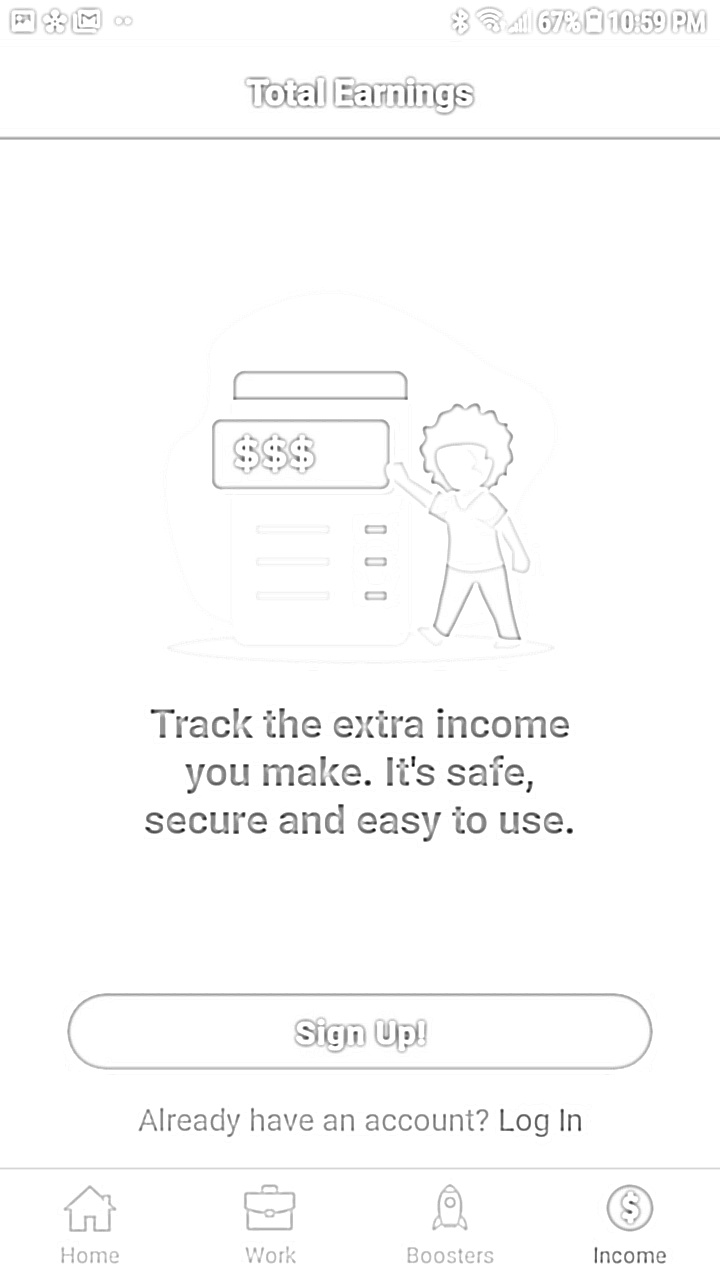 67% 10:59 PM
Total Earnings
$$$
Track the extra income
you make. It's safe,
secure and easy to use.
Sign Up!
Already have an account? Log In
Home Work Boosters Income